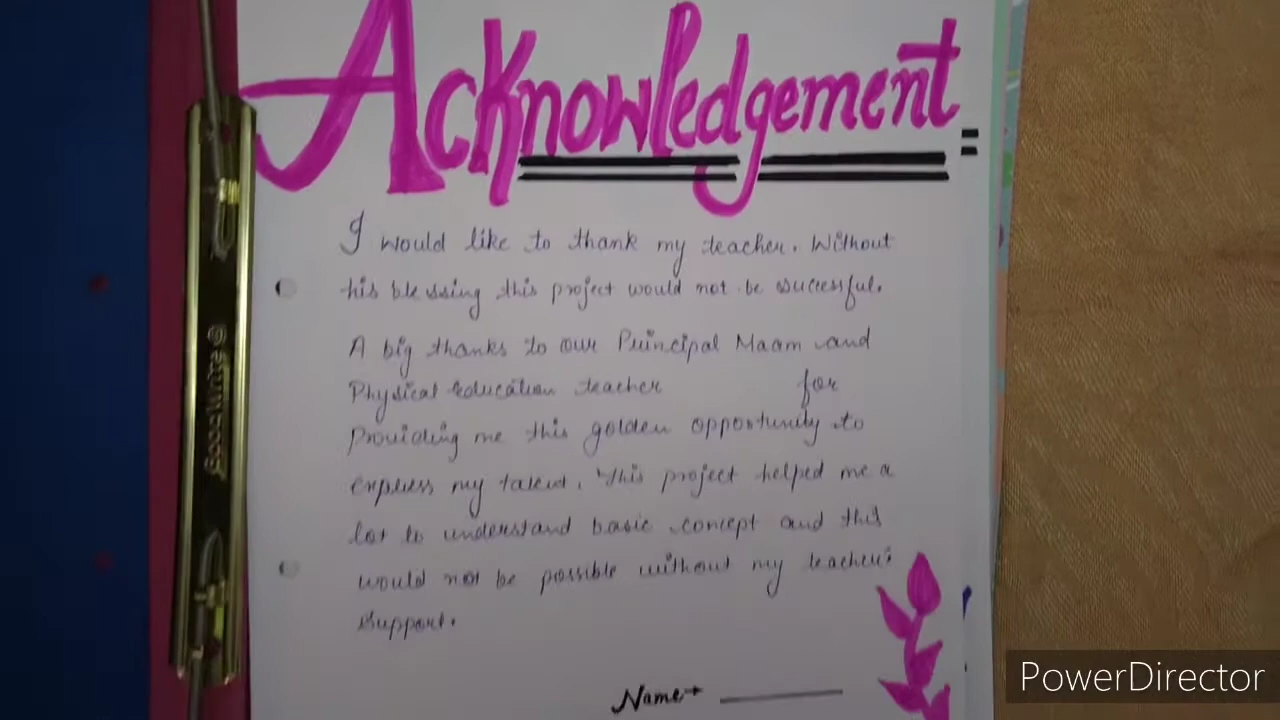 Acknowledgement
I would like to thank my teacher. Without
his blessing this project would not be successful.
A big thanks to our Principal Maam and
Physical Education teacher for
Providing me this golden opportunity to
express my talent. This project helped me a
lot to understand basic concept and this
would not be possible without my teacher's
Support.
Name→
PowerDirector